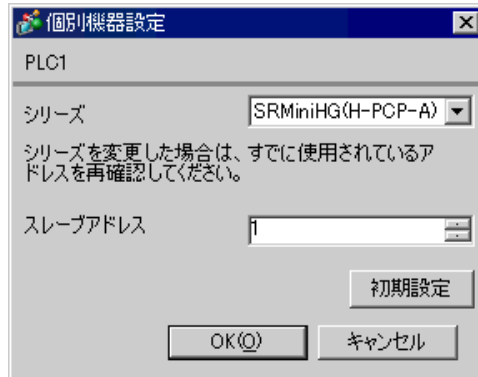 個別機器設定
PLC1
シリーズ SRMiniHG(H-PCP-A)
シリーズを変更した場合は、すでに使用されているア
ドレスを再確認してください。
スレーブアドレス 1
初期設定
OK(O) キャンセル